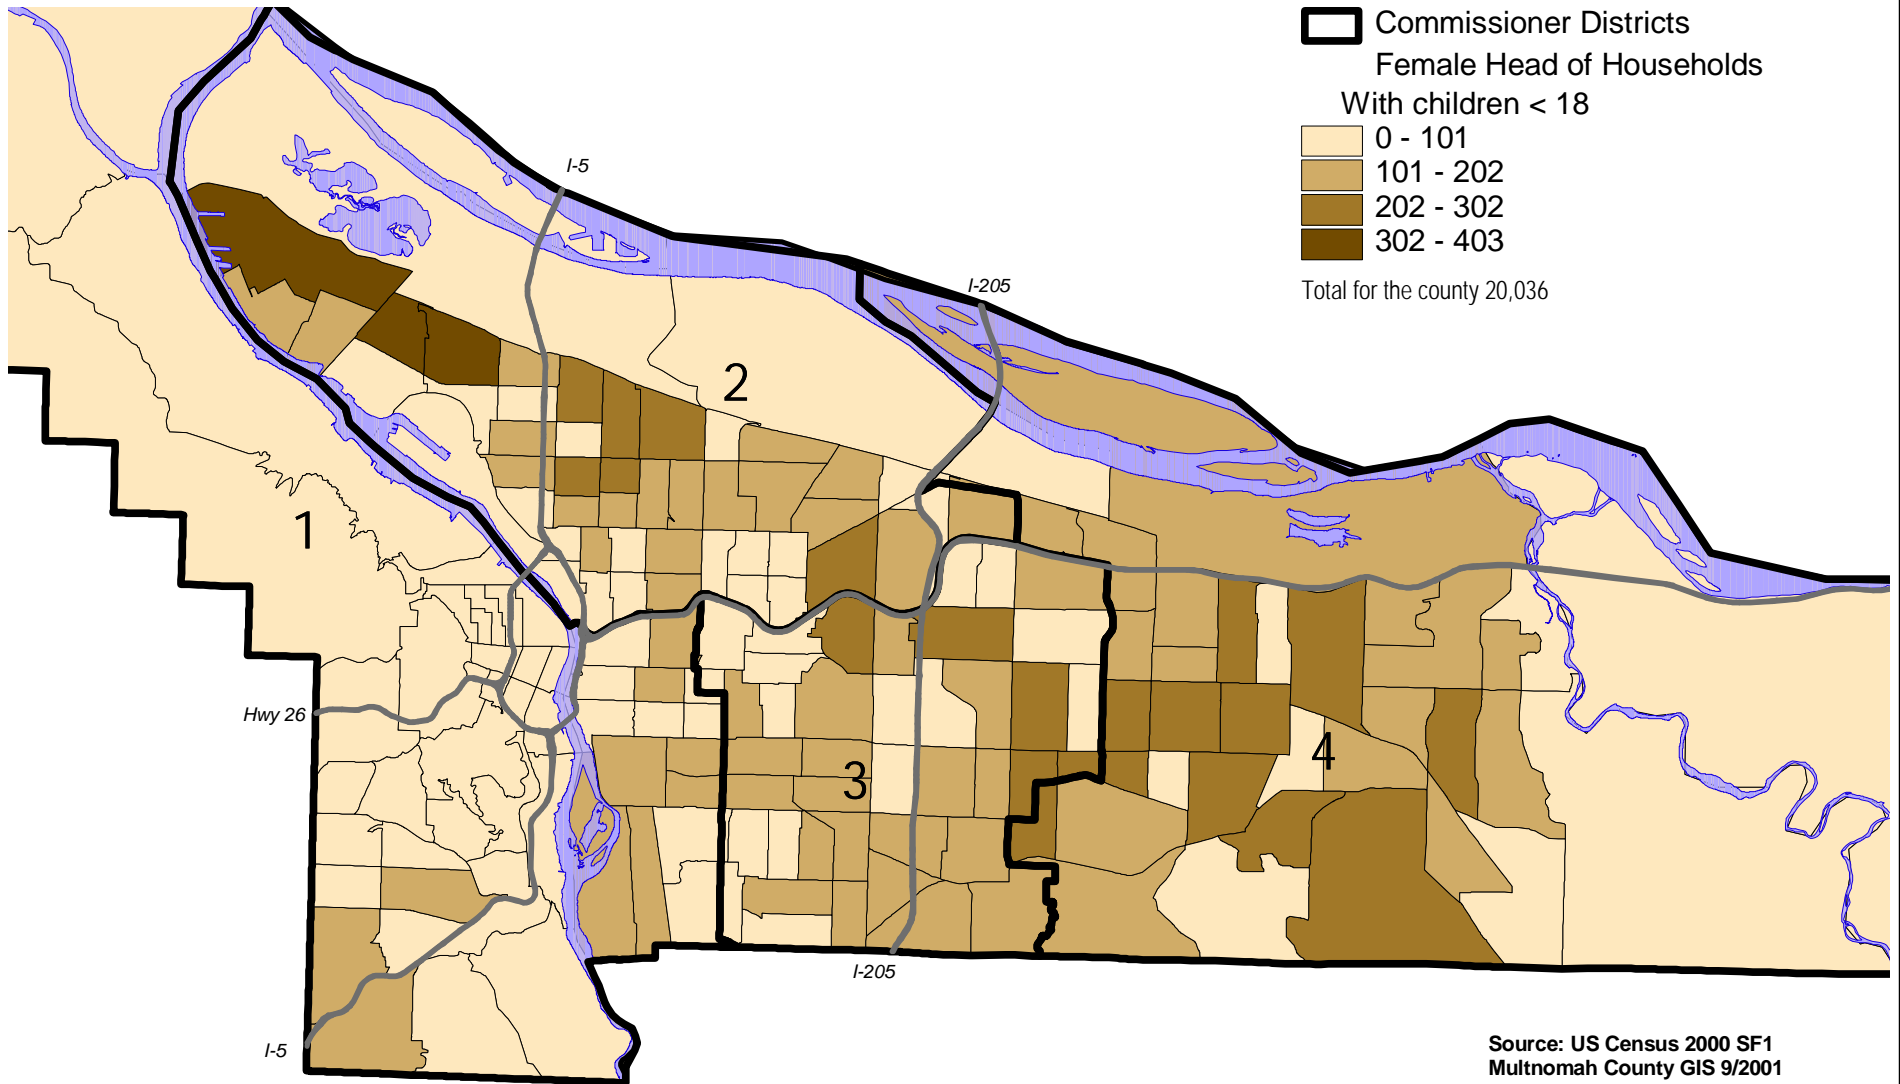 Commissioner Districts
Female Head of Households
With children < 18
0 - 101
101 - 202
202 - 302
302 - 403
Total for the county 20,036
I-5
I-205
2
1
Hwy 26
3
4
I-205
I-5
Source: US Census 2000 SF1
Multnomah County GIS 9/2001